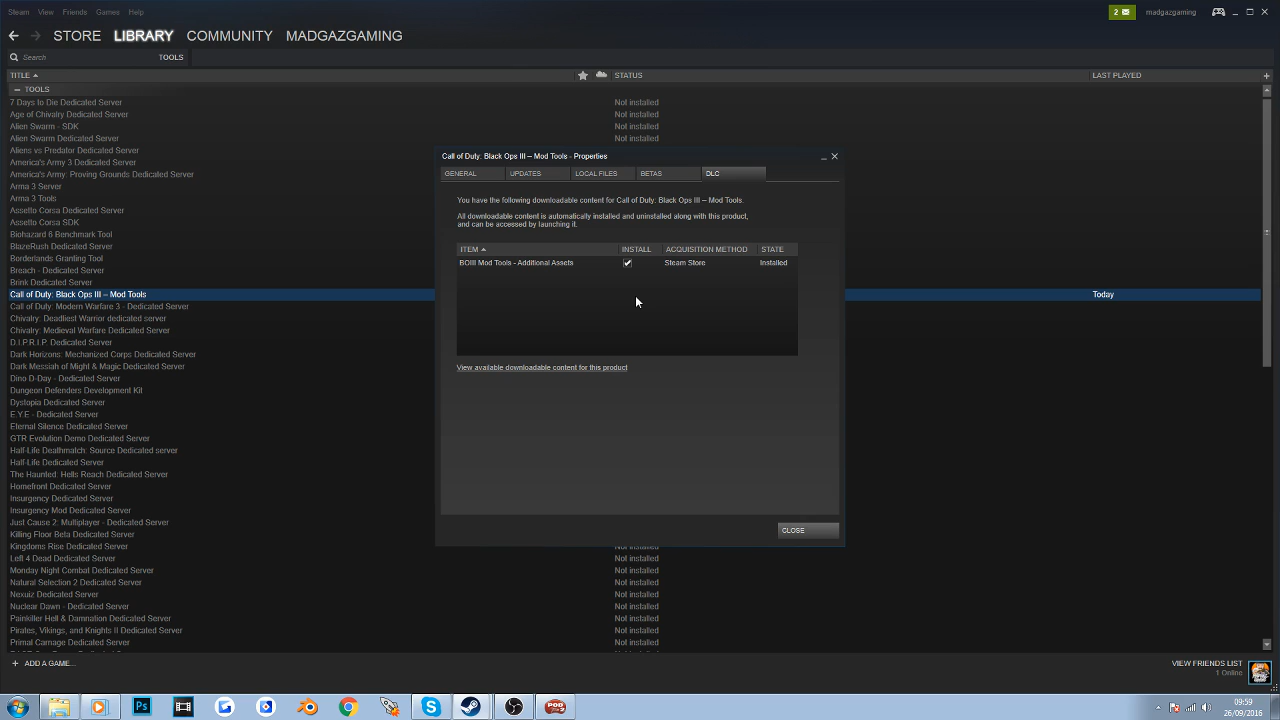 Steam View Friends Games Help
2 madgazgaming
STORE LIBRARY COMMUNITY MADGAZGAMING
Search TOOLS
TITLE STATUS LAST PLAYED
TOOLS
7 Days to Die Dedicated Server Not installed
Age of Chivalry Dedicated Server Not installed
Alien Swarm - SDK Not installed
Alien Swarm Dedicated Server Not installed
Aliens vs Predator Dedicated Server
America's Army 3 Dedicated Server
America's Army: Proving Grounds Dedicated Server
Arma 3 Server
Arma 3 Tools
Assetto Corsa Dedicated Server
Assetto Corsa SDK
Biohazard 6 Benchmark Tool
BlazeRush Dedicated Server
Borderlands Granting Tool
Breach - Dedicated Server
Brink Dedicated Server
Call of Duty: Black Ops III – Mod Tools Today
Call of Duty: Modern Warfare 3 - Dedicated Server
Chivalry: Deadliest Warrior dedicated server
Chivalry: Medieval Warfare Dedicated Server
D.I.P.R.I.P. Dedicated Server
Dark Horizons: Mechanized Corps Dedicated Server
Dark Messiah of Might & Magic Dedicated Server
Dino D-Day - Dedicated Server
Dungeon Defenders Development Kit
Dystopia Dedicated Server
E.Y.E - Dedicated Server
Eternal Silence Dedicated Server
GTR Evolution Demo Dedicated Server
Half-Life Deathmatch: Source Dedicated server
Half-Life Dedicated Server
The Haunted: Hells Reach Dedicated Server
Homefront Dedicated Server
Insurgency Dedicated Server
Insurgency Mod Dedicated Server
Just Cause 2: Multiplayer - Dedicated Server
Killing Floor Beta Dedicated Server
Kingdoms Rise Dedicated Server Not installed
Left 4 Dead Dedicated Server Not installed
Monday Night Combat Dedicated Server Not installed
Natural Selection 2 Dedicated Server Not installed
Nexuiz Dedicated Server Not installed
Nuclear Dawn - Dedicated Server Not installed
Painkiller Hell & Damnation Dedicated Server Not installed
Pirates, Vikings, and Knights II Dedicated Server Not installed
Primal Carnage Dedicated Server Not installed
Call of Duty: Black Ops III – Mod Tools - Properties
GENERAL UPDATES LOCAL FILES BETAS DLC
You have the following downloadable content for Call of Duty: Black Ops III – Mod Tools.
All downloadable content is automatically installed and uninstalled along with this product,
and can be accessed by launching it.
ITEM INSTALL ACQUISITION METHOD STATE
BOIII Mod Tools - Additional Assets Steam Store Installed
View available downloadable content for this product
CLOSE
ADD A GAME...
VIEW FRIENDS LIST
1 Online
Ps
POD
09:59
26/09/2016